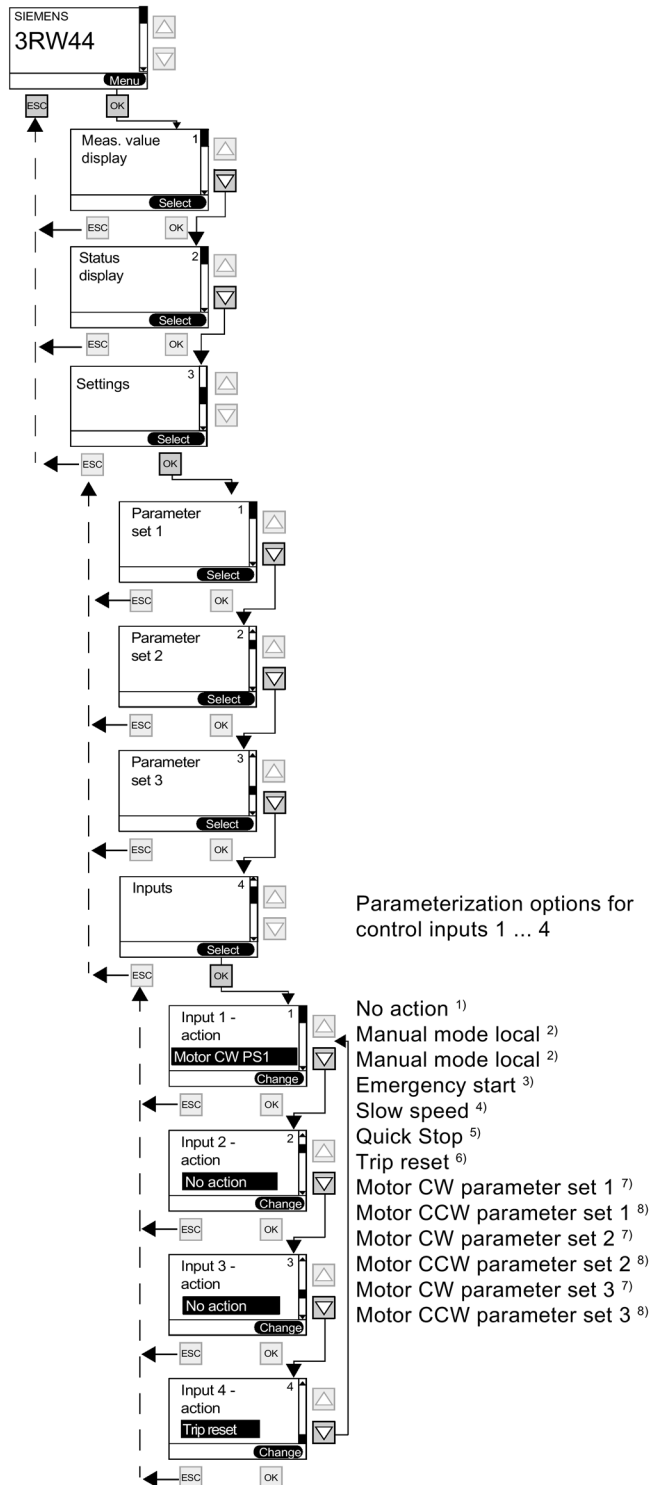 SIEMENS
3RW44
Menu
ESC
OK
Meas. value
display
1
Select
ESC
OK
Status
display
2
Select
ESC
OK
Settings
3
Select
ESC
OK
Parameter
set 1
1
Select
ESC
OK
Parameter
set 2
2
Select
ESC
OK
Parameter
set 3
3
Select
ESC
OK
Inputs
4
Select
ESC
OK
Parameterization options for
control inputs 1 ... 4
Input 1 -
action
1
Motor CW PS1
Change
ESC
OK
Input 2 -
action
2
No action
Change
ESC
OK
Input 3 -
action
3
No action
Change
ESC
OK
Input 4 -
action
4
Trip reset
Change
ESC
OK
No action 1)
Manual mode local 2)
Manual mode local 2)
Emergency start 3)
Slow speed 4)
Quick Stop 5)
Trip reset 6)
Motor CW parameter set 1 7)
Motor CCW parameter set 1 8)
Motor CW parameter set 2 7)
Motor CCW parameter set 2 8)
Motor CW parameter set 3 7)
Motor CCW parameter set 3 8)